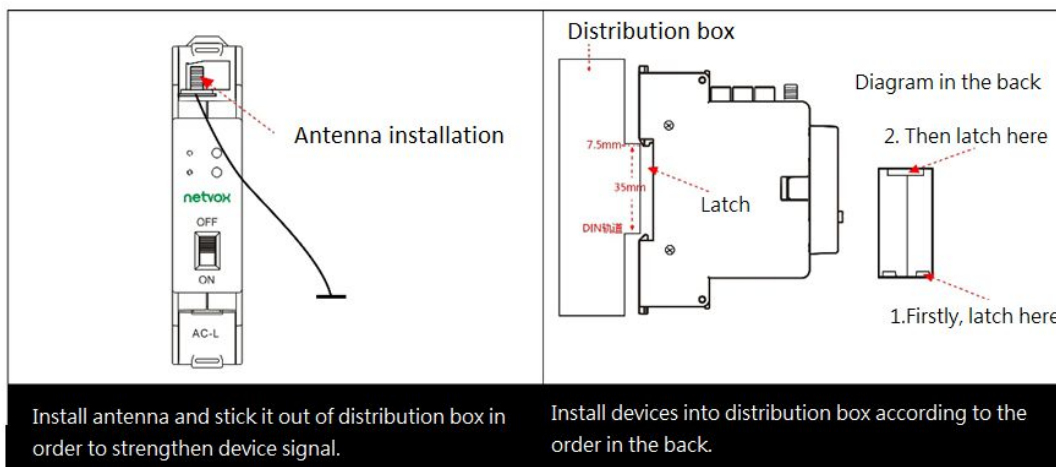 Antenna installation
netvox
OFF
ON
AC-L
Install antenna and stick it out of distribution box in
order to strengthen device signal.
Distribution box
7.5mm
35mm
DIN轨道
Latch
Diagram in the back
2. Then latch here
1.Firstly, latch here
Install devices into distribution box according to the
order in the back.